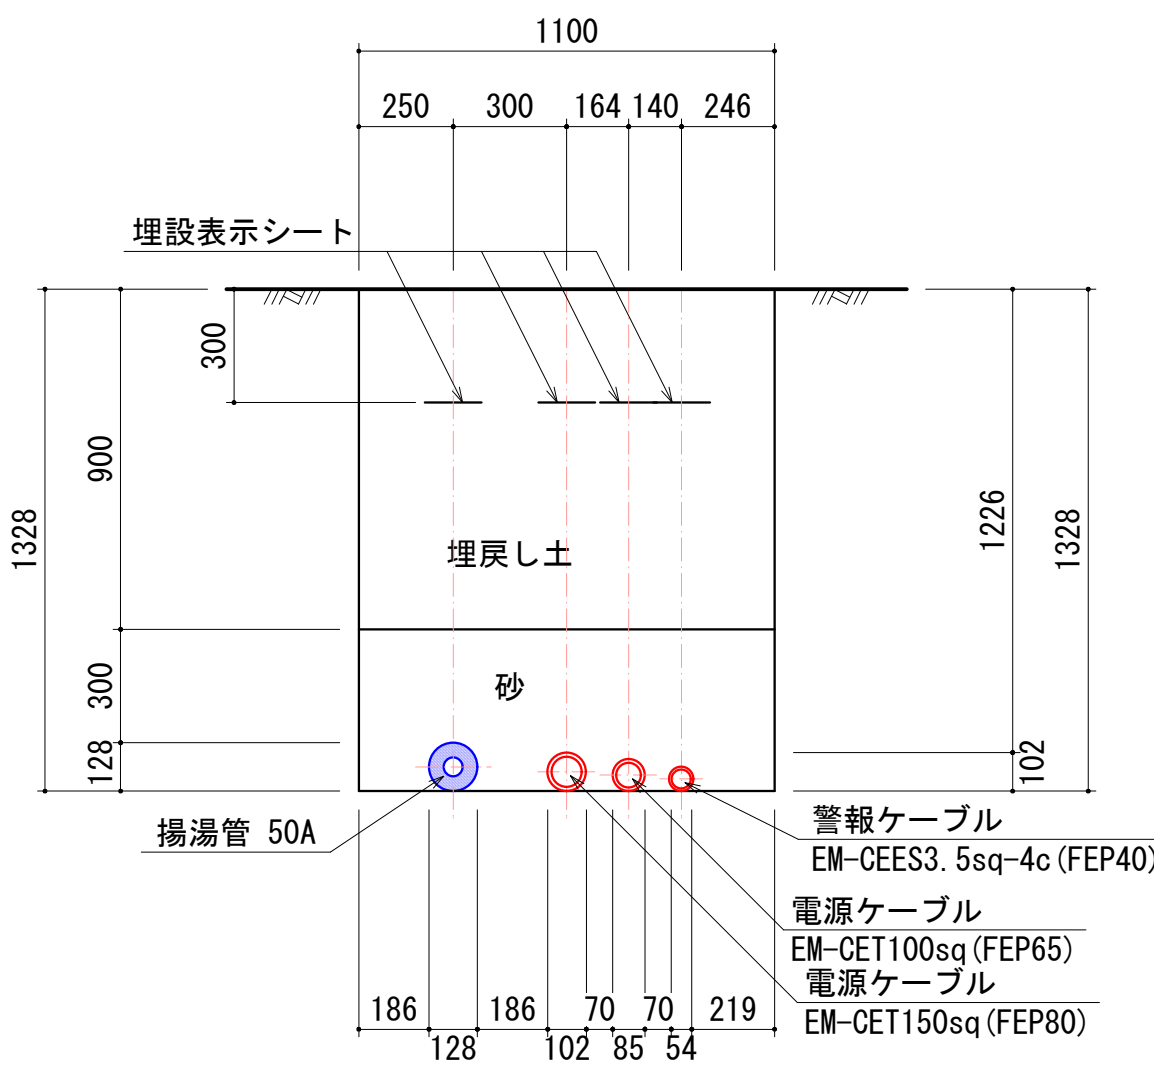 1100
250
300
164
140
246
埋設表示シート
300
900
1328
1226
1328
埋戻し土
300
砂
128
102
揚湯管 50A
警報ケーブル
EM-CEES3.5sq-4c(FEP40)
電源ケーブル
EM-CET100sq(FEP65)
電源ケーブル
EM-CET150sq(FEP80)
186
186
70
70
219
128
102
85
54